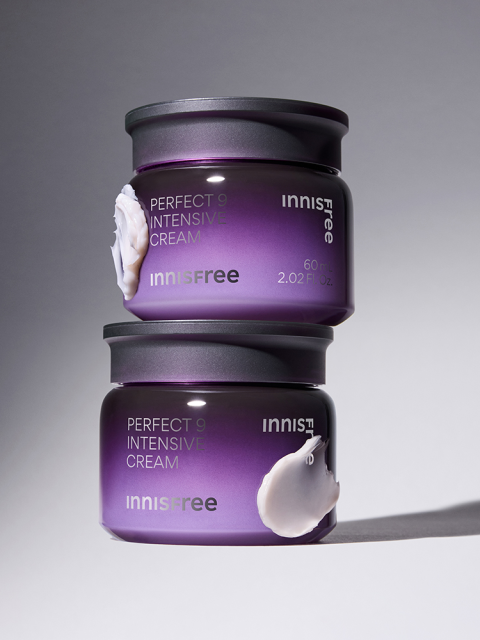 PERFECT 9
INTENSIVE
CREAM
innisfree
innisfree
60 mL
2.02 FL. OZ.
PERFECT 9
INTENSIVE
CREAM
innisfree
innisfree